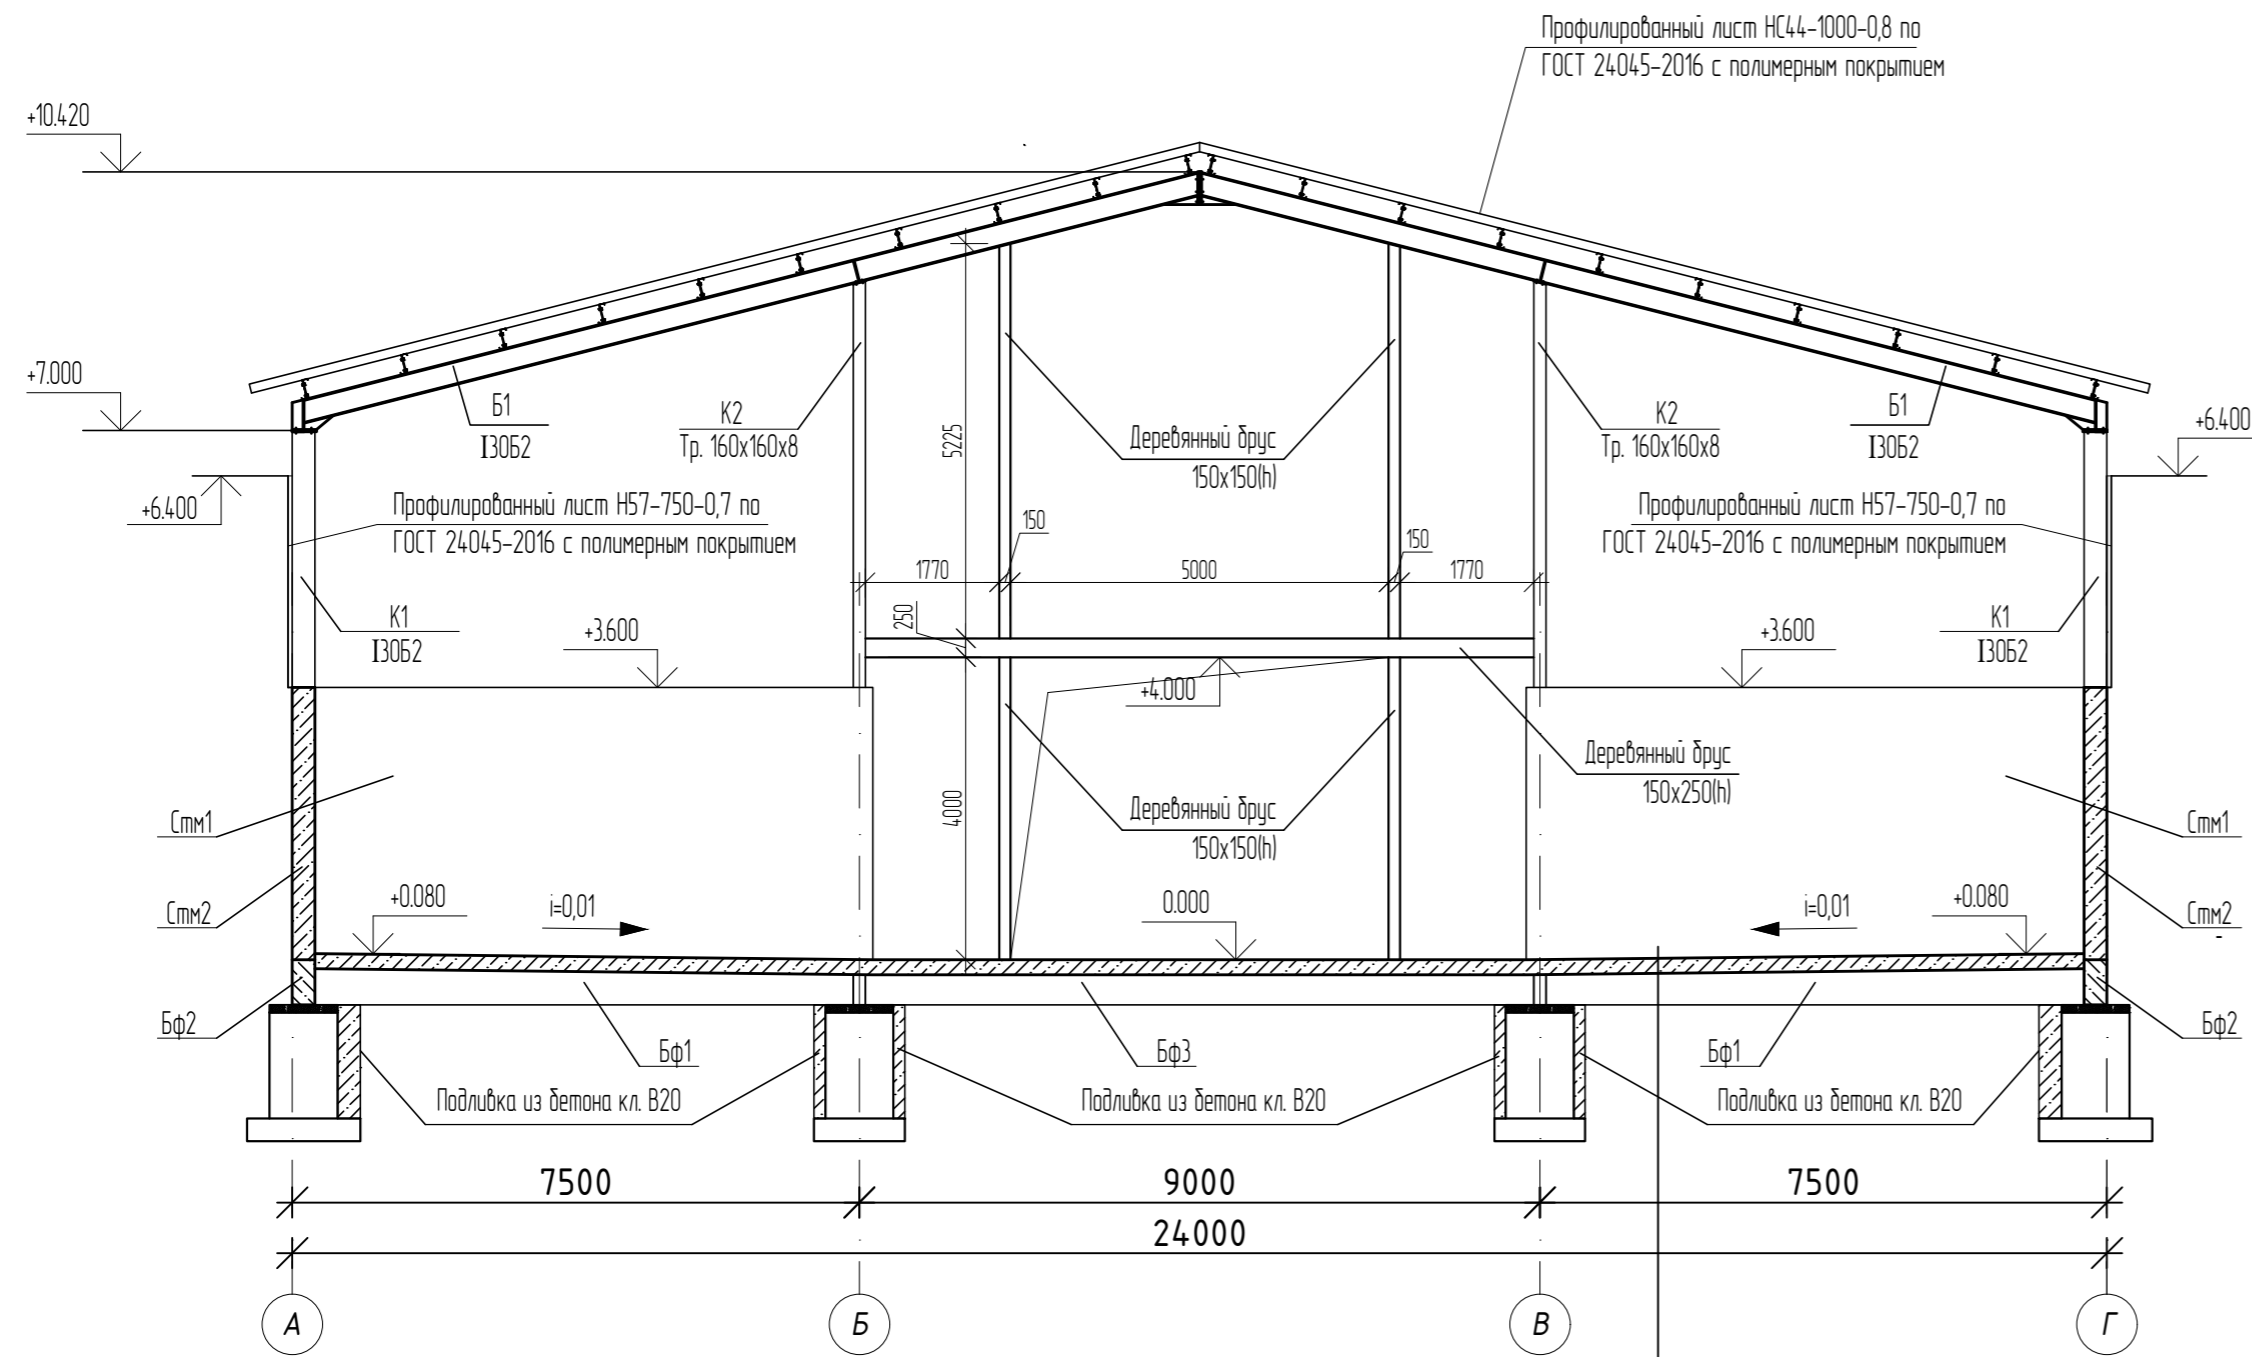 Профилированный лист НС44-1000-0,8 по
ГОСТ 24045-2016 с полимерным покрытием
+10.420
+7.000
+6.400
Б1
I30Б2
К2
Тр. 160х160х8
5225
Деревянный брус
150х150(h)
К2
Тр. 160х160х8
Б1
I30Б2
+6.400
Профилированный лист Н57-750-0,7 по
ГОСТ 24045-2016 с полимерным покрытием
150
150
Профилированный лист Н57-750-0,7 по
ГОСТ 24045-2016 с полимерным покрытием
1770
5000
1770
250
К1
I30Б2
+3.600
+3.600
К1
I30Б2
+4.000
Деревянный брус
150х250(h)
4000
Деревянный брус
150х150(h)
Стм1
Стм1
Стм2
+0.080
i=0,01
0.000
i=0,01
+0.080
Стм2
Бф2
Бф1
Бф3
Бф1
Бф2
Подливка из бетона кл. В20
Подливка из бетона кл. В20
Подливка из бетона кл. В20
7500
9000
7500
24000
А
Б
В
Г